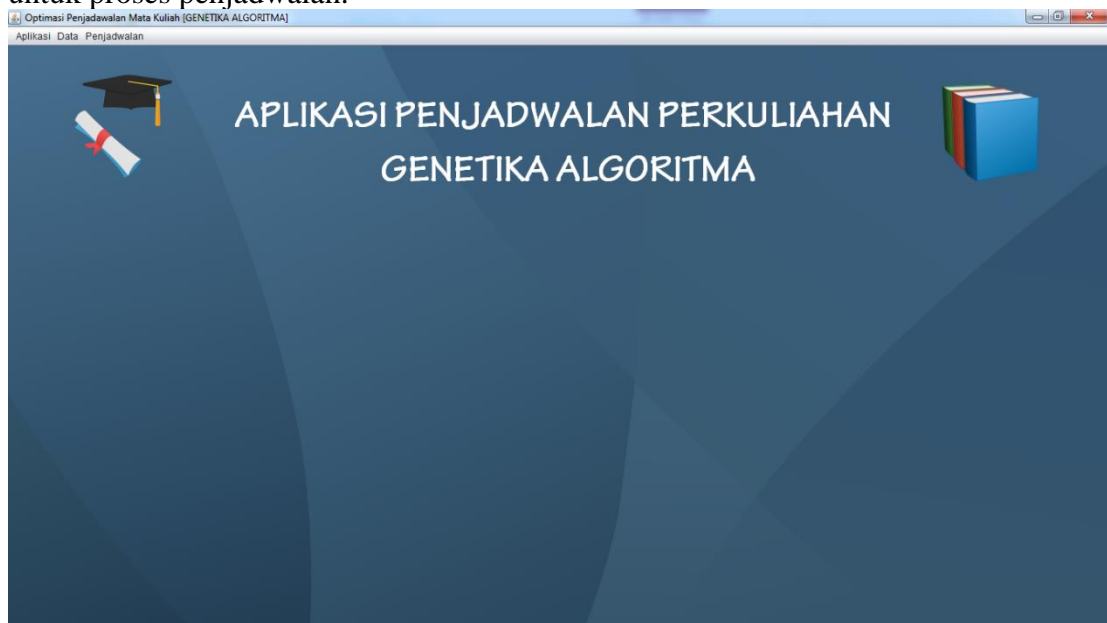 untuk proses penjadwalan.
Optimasi Penjadawalan Mata Kuliah [GENETIKA ALGORITMA]
Aplikasi Data Penjadwalan
APLIKASI PENJADWALAN PERKULIAHAN
GENETIKA ALGORITMA